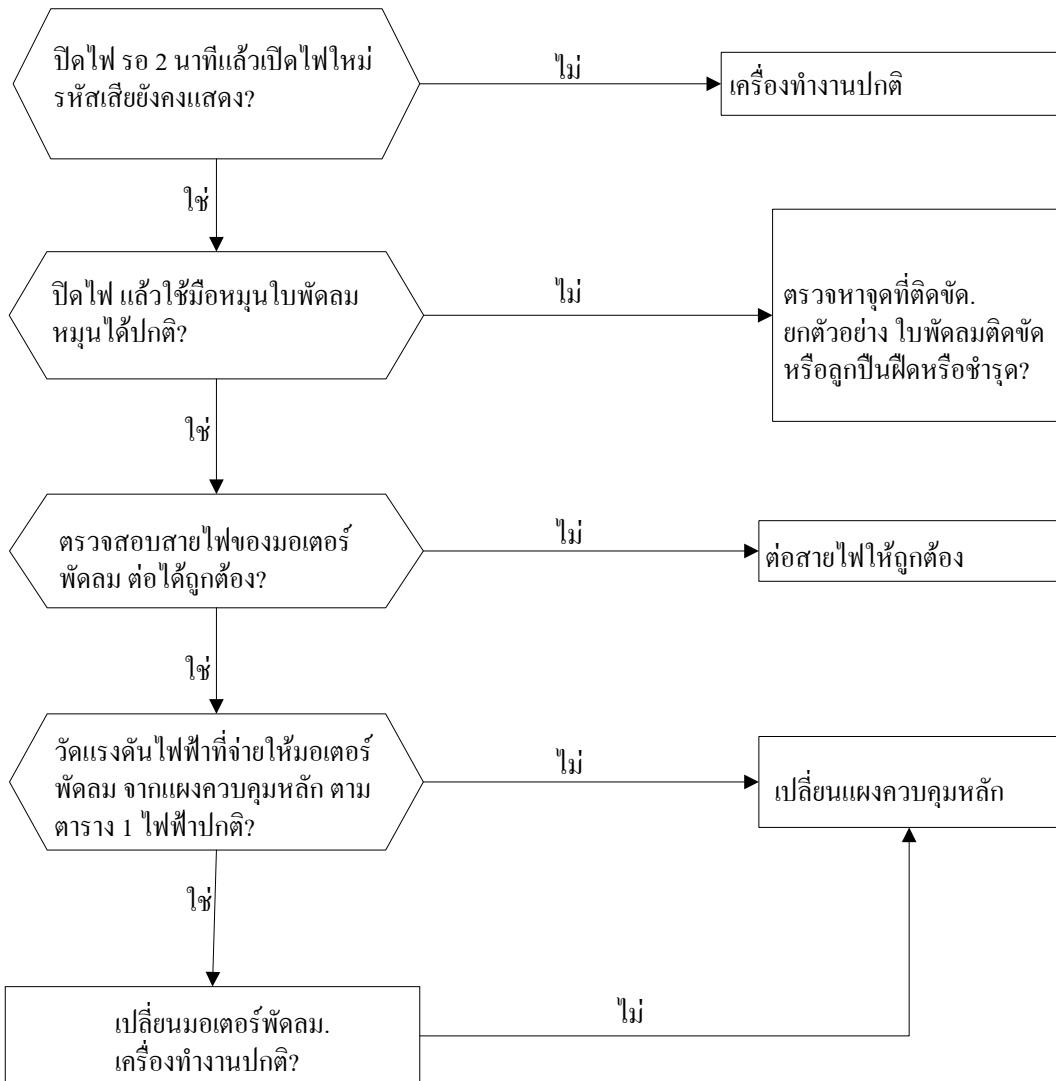 ปิดไฟ รอ 2 นาทีแล้วเปิดไฟใหม่
รหัสเสียยังคงแสดง?
ไม่
เครื่องทำงานปกติ
ใช่
ปิดไฟ แล้วใช้มือหมุนใบพัดลม
หมุนได้ปกติ?
ไม่
ตรวจหาจุดที่ติดขัด.
ยกตัวอย่าง ใบพัดลมติดขัด
หรือลูกปืนฝืดหรือชำรุด?
ใช่
ตรวจสอบสายไฟของมอเตอร์
พัดลม ต่อได้ถูกต้อง?
ไม่
ต่อสายไฟให้ถูกต้อง
ใช่
วัดแรงดันไฟฟ้าที่จ่ายให้มอเตอร์
พัดลม จากแผงควบคุมหลัก ตาม
ตาราง 1 ไฟฟ้าปกติ?
ไม่
เปลี่ยนแผงควบคุมหลัก
ใช่
เปลี่ยนมอเตอร์พัดลม.
เครื่องทำงานปกติ?
ไม่